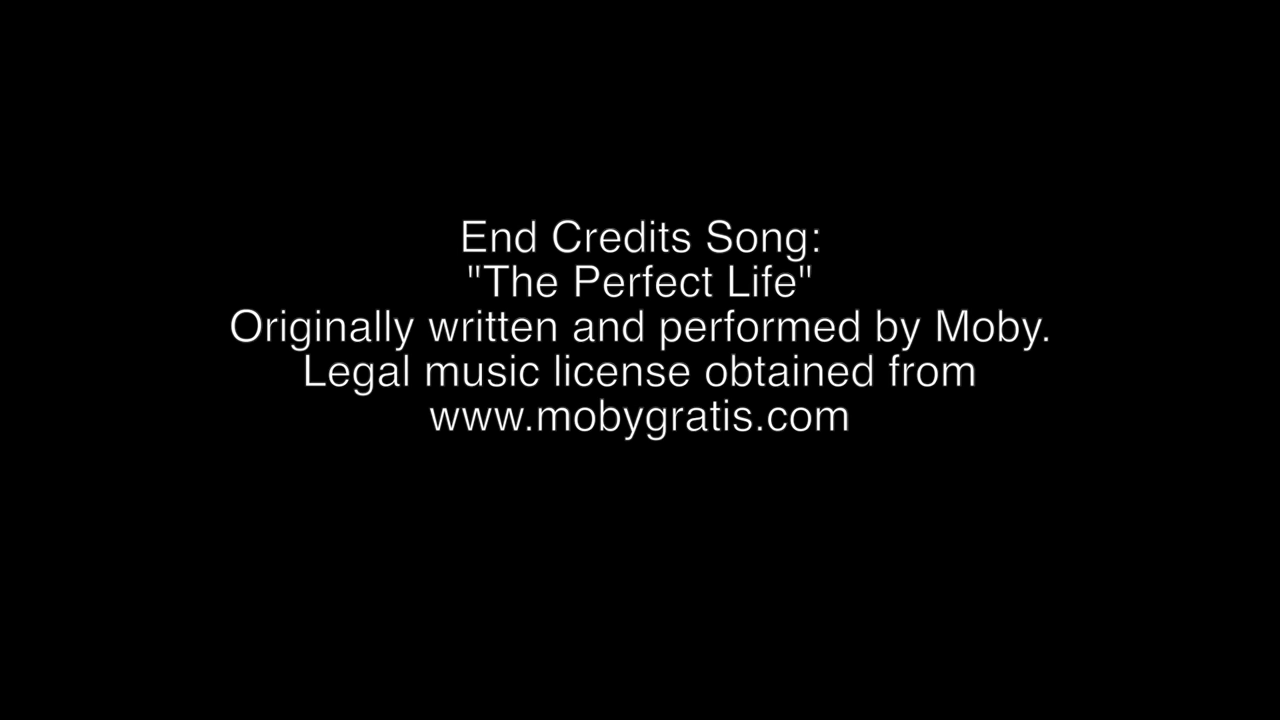 End Credits Song:
"The Perfect Life"
Originally written and performed by Moby.
Legal music license obtained from
www.mobygratis.com